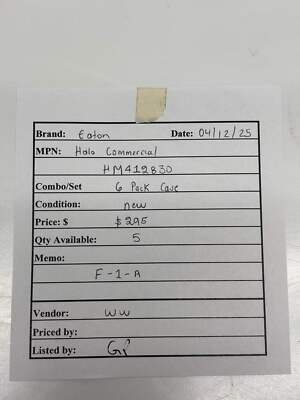 Brand: Eaton Date: 04/12/25
MPN: Halo Commercial
HM412830
Combo/Set 6 Pack Case
Condition: new
Price: $ $295
Qty Available: 5
Memo:
F-1-A
Vendor: WW
Priced by:
Listed by: GP